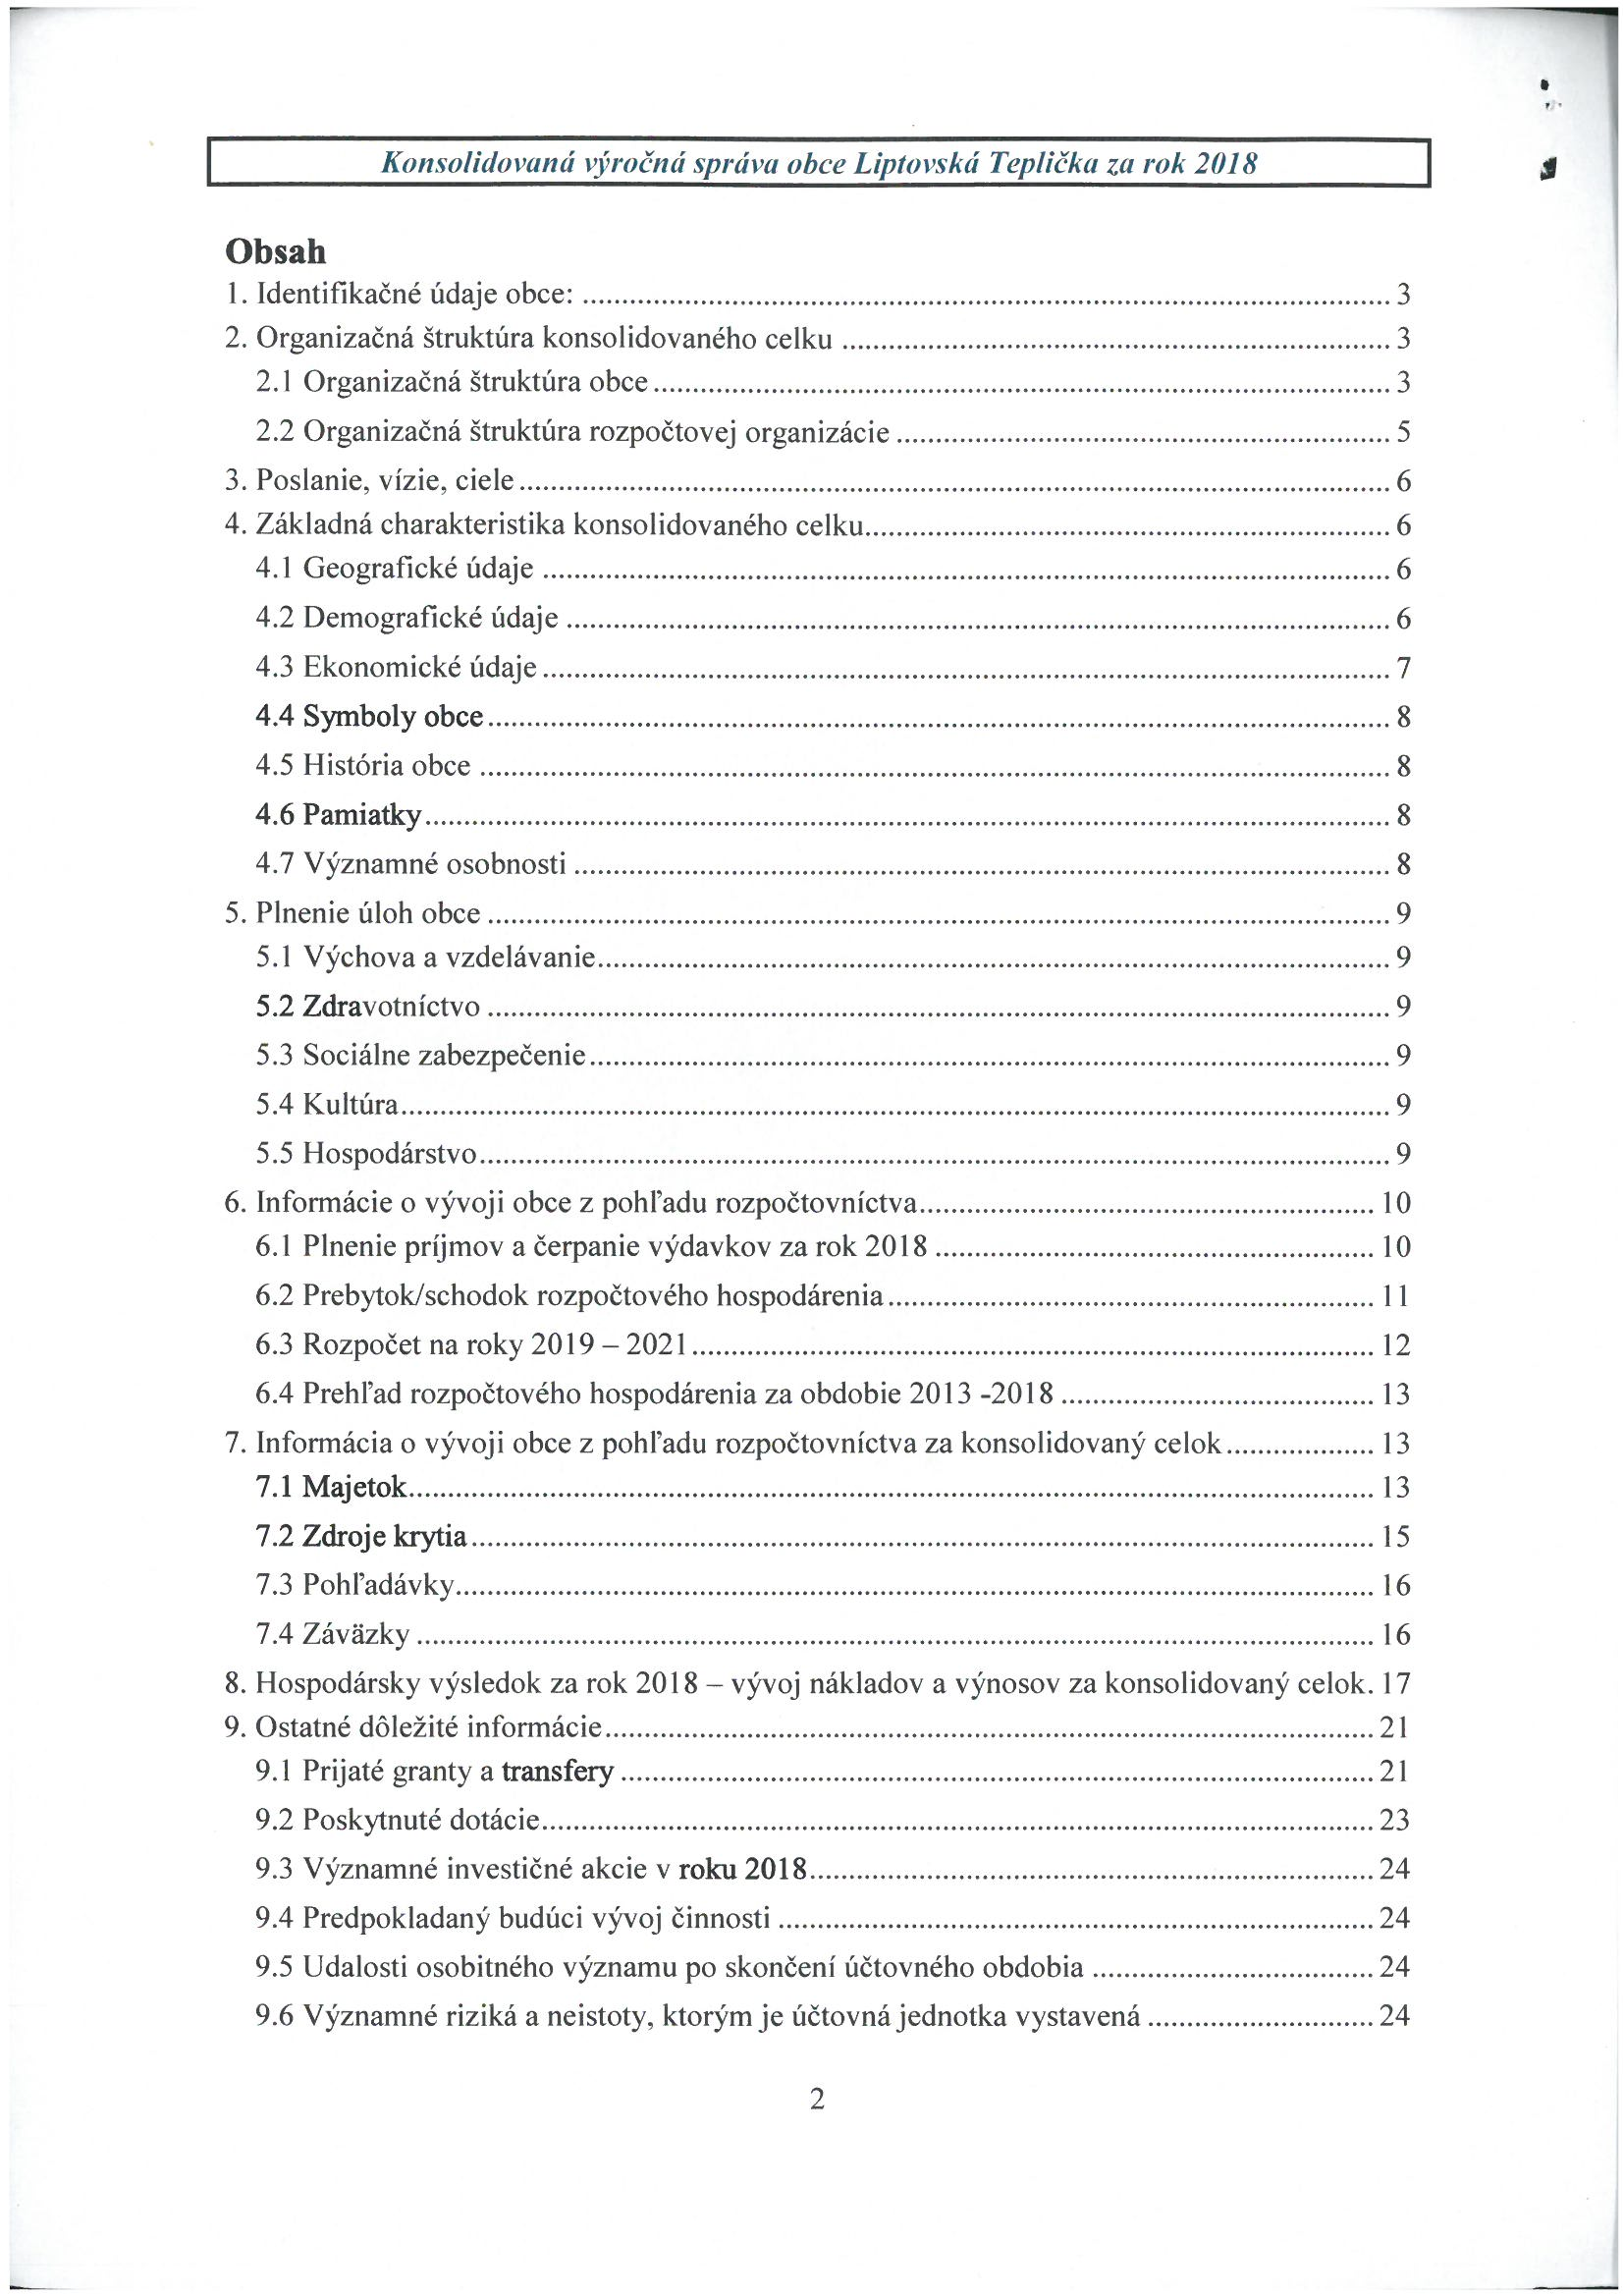 Konsolidovaná výročná správa obce Liptovská Teplička za rok 2018
Obsah
1. Identifikačné údaje obce: ........ 3
2. Organizačná štruktúra konsolidovaného celku ........ 3
2.1 Organizačná štruktúra obce ........ 3
2.2 Organizačná štruktúra rozpočtovej organizácie ........ 5
3. Poslanie, vízie, ciele ........ 6
4. Základná charakteristika konsolidovaného celku ........ 6
4.1 Geografické údaje ........ 6
4.2 Demografické údaje ........ 6
4.3 Ekonomické údaje ........ 7
4.4 Symboly obce ........ 8
4.5 História obce ........ 8
4.6 Pamiatky ........ 8
4.7 Významné osobnosti ........ 8
5. Plnenie úloh obce ........ 9
5.1 Výchova a vzdelávanie ........ 9
5.2 Zdravotníctvo ........ 9
5.3 Sociálne zabezpečenie ........ 9
5.4 Kultúra ........ 9
5.5 Hospodárstvo ........ 9
6. Informácie o vývoji obce z pohľadu rozpočtovníctva ........ 10
6.1 Plnenie príjmov a čerpanie výdavkov za rok 2018 ........ 10
6.2 Prebytok/schodok rozpočtového hospodárenia ........ 11
6.3 Rozpočet na roky 2019 – 2021 ........ 12
6.4 Prehľad rozpočtového hospodárenia za obdobie 2013 -2018 ........ 13
7. Informácia o vývoji obce z pohľadu rozpočtovníctva za konsolidovaný celok ........ 13
7.1 Majetok ........ 13
7.2 Zdroje krytia ........ 15
7.3 Pohľadávky ........ 16
7.4 Záväzky ........ 16
8. Hospodársky výsledok za rok 2018 – vývoj nákladov a výnosov za konsolidovaný celok. 17
9. Ostatné dôležité informácie ........ 21
9.1 Prijaté granty a transfery ........ 21
9.2 Poskytnuté dotácie ........ 23
9.3 Významné investičné akcie v roku 2018 ........ 24
9.4 Predpokladaný budúci vývoj činnosti ........ 24
9.5 Udalosti osobitného významu po skončení účtovného obdobia ........ 24
9.6 Významné riziká a neistoty, ktorým je účtovná jednotka vystavená ........ 24
2